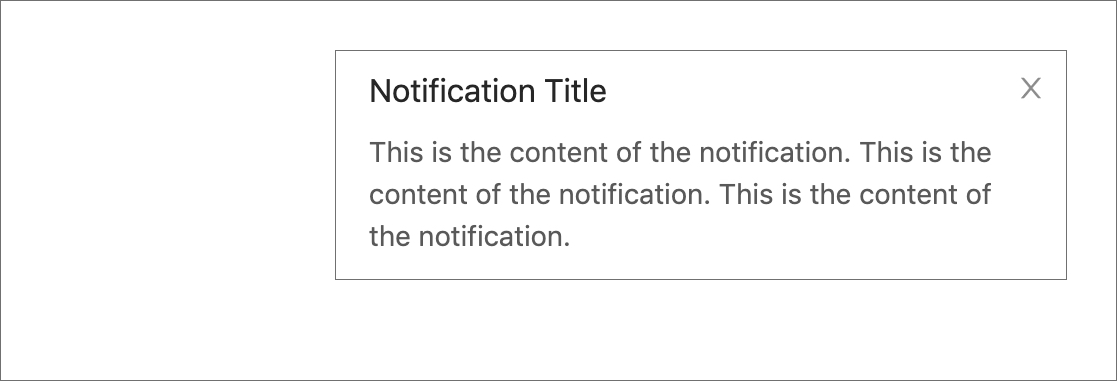 Notification Title
This is the content of the notification. This is the
content of the notification. This is the content of
the notification.